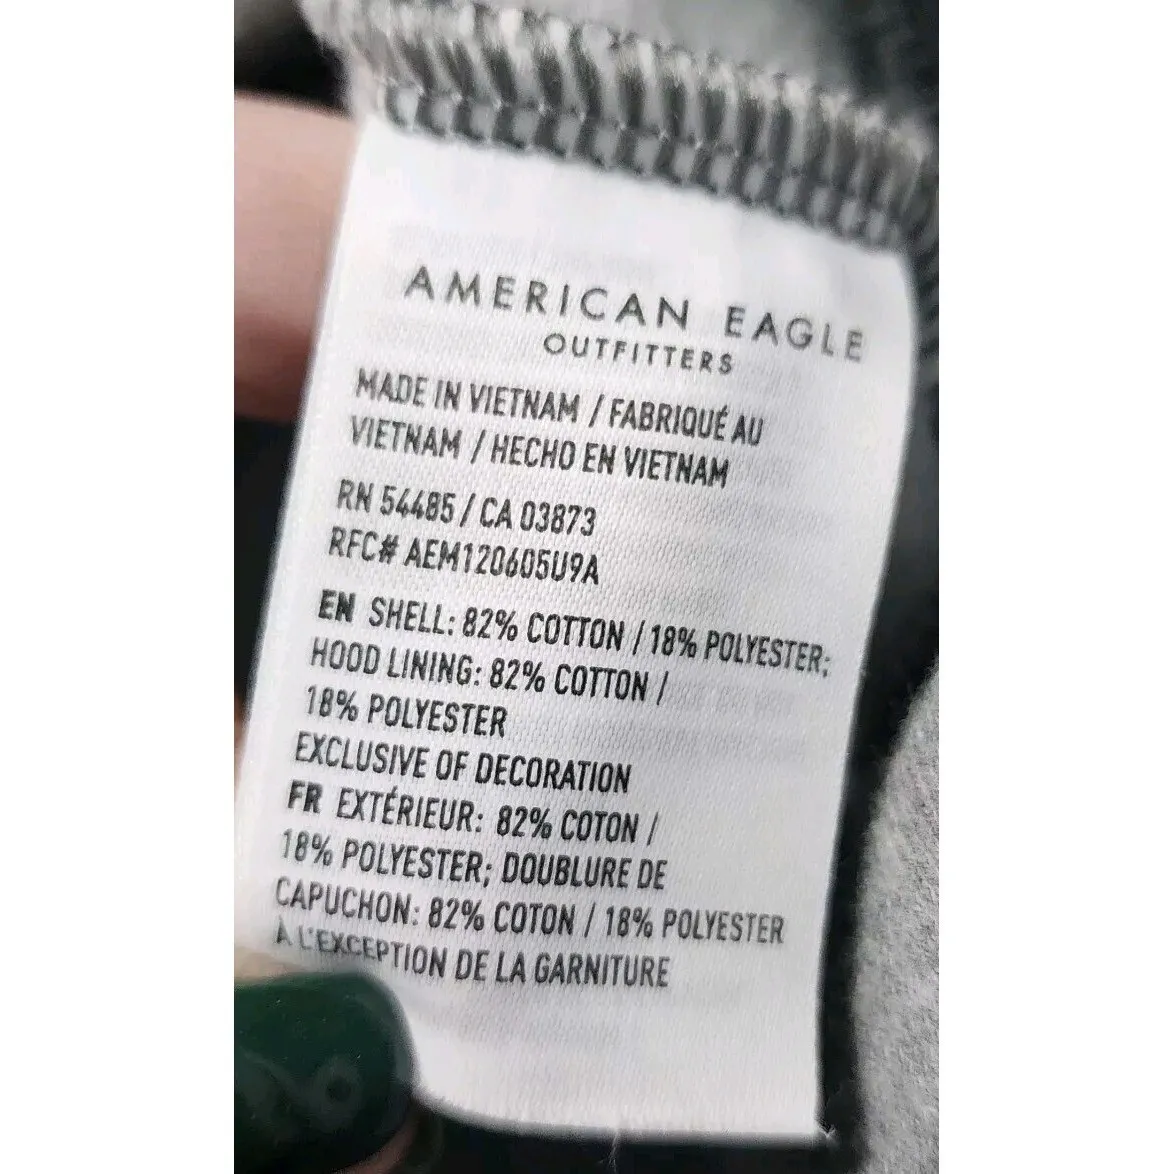 AMERICAN EAGLE
OUTFITTERS
MADE IN VIETNAM / FABRIQUÉ AU
VIETNAM / HECHO EN VIETNAM
RN 54485 / CA 03873
RFC# AEM120605U9A
EN SHELL: 82% COTTON / 18% POLYESTER;
HOOD LINING: 82% COTTON /
18% POLYESTER
EXCLUSIVE OF DECORATION
FR EXTÉRIEUR: 82% COTON /
18% POLYESTER; DOUBLURE DE
CAPUCHON: 82% COTON / 18% POLYESTER
À L'EXCEPTION DE LA GARNITURE